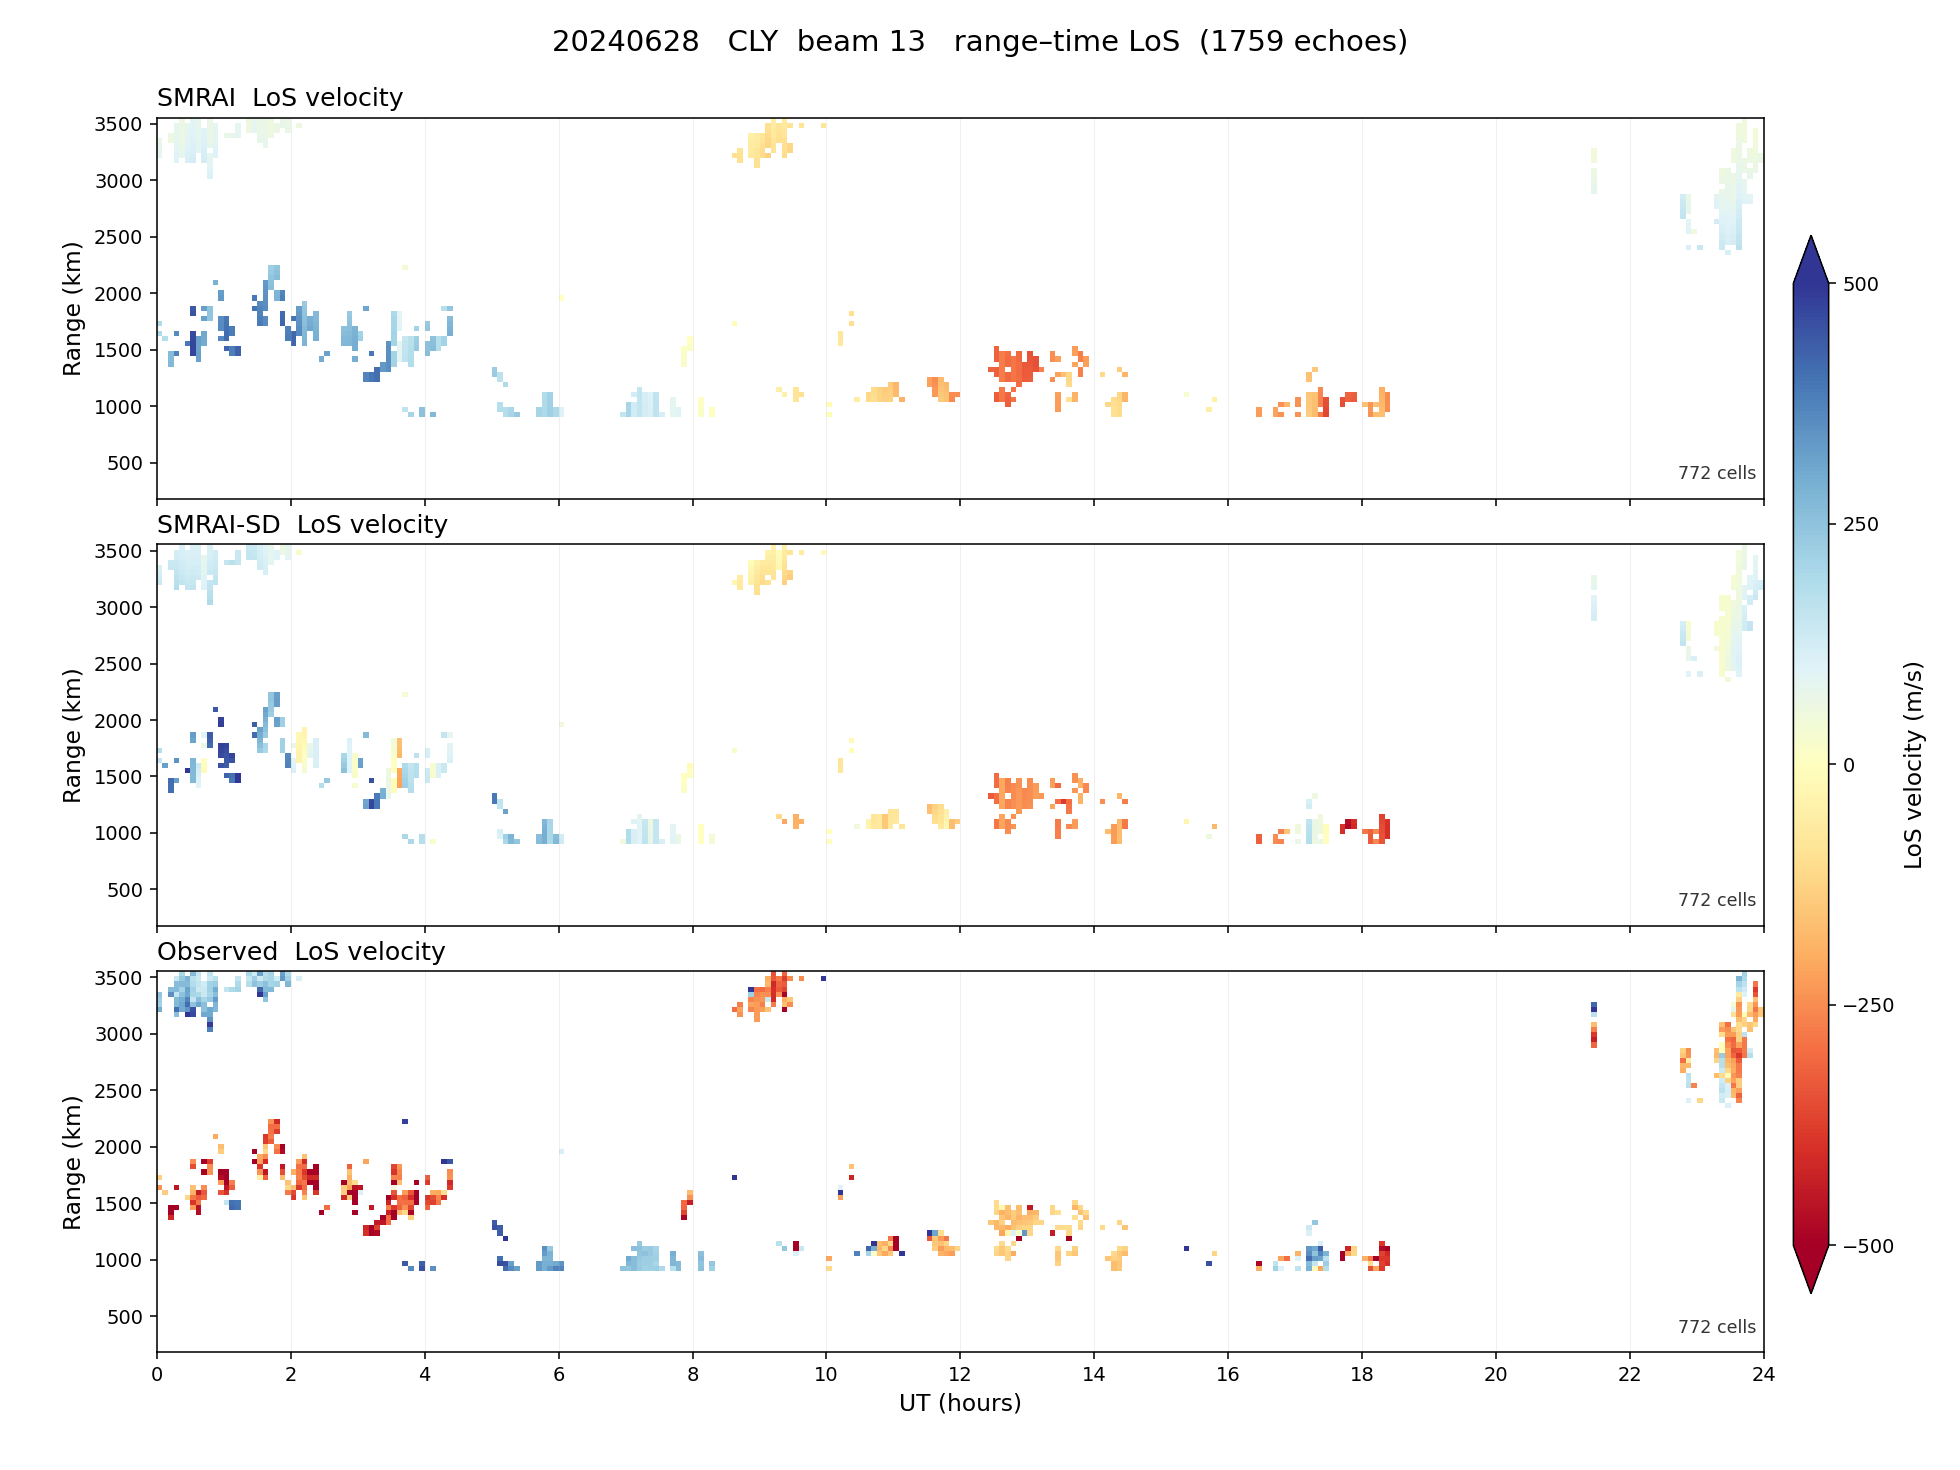 20240628   CLY  beam 13   range–time LoS  (1759 echoes)
SMRAI  LoS velocity
3500
3000
2500
2000
1500
1000
500
Range (km)
772 cells
SMRAI-SD  LoS velocity
3500
3000
2500
2000
1500
1000
500
Range (km)
772 cells
Observed  LoS velocity
3500
3000
2500
2000
1500
1000
500
Range (km)
772 cells
0 2 4 6 8 10 12 14 16 18 20 22 24
UT (hours)
500
250
0
−250
−500
LoS velocity (m/s)